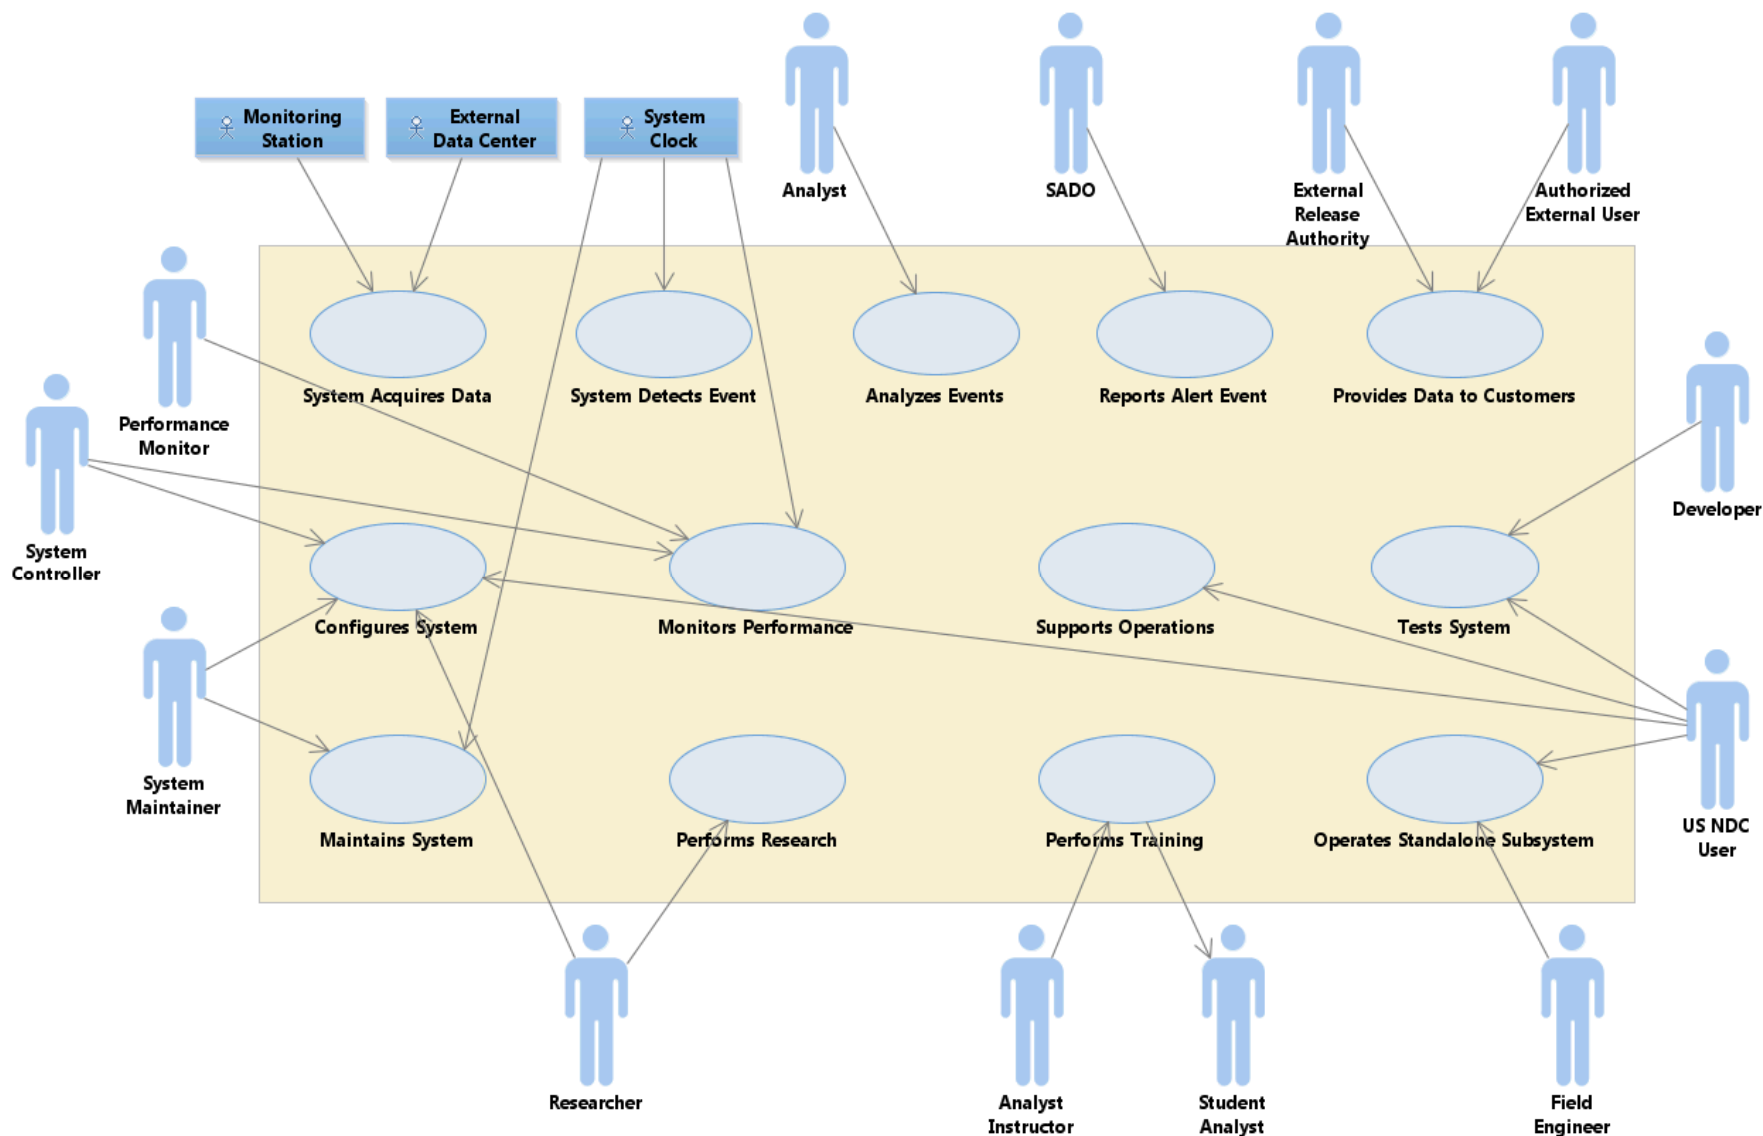 Monitoring
Station
External
Data Center
System
Clock
Analyst
SADO
External
Release
Authority
Authorized
External User
Performance
Monitor
System Acquires Data
System Detects Event
Analyzes Events
Reports Alert Event
Provides Data to Customers
Developer
System
Controller
Configures System
Monitors Performance
Supports Operations
Tests System
System
Maintainer
Maintains System
Performs Research
Performs Training
Operates Standalone Subsystem
US NDC
User
Researcher
Analyst
Instructor
Student
Analyst
Field
Engineer